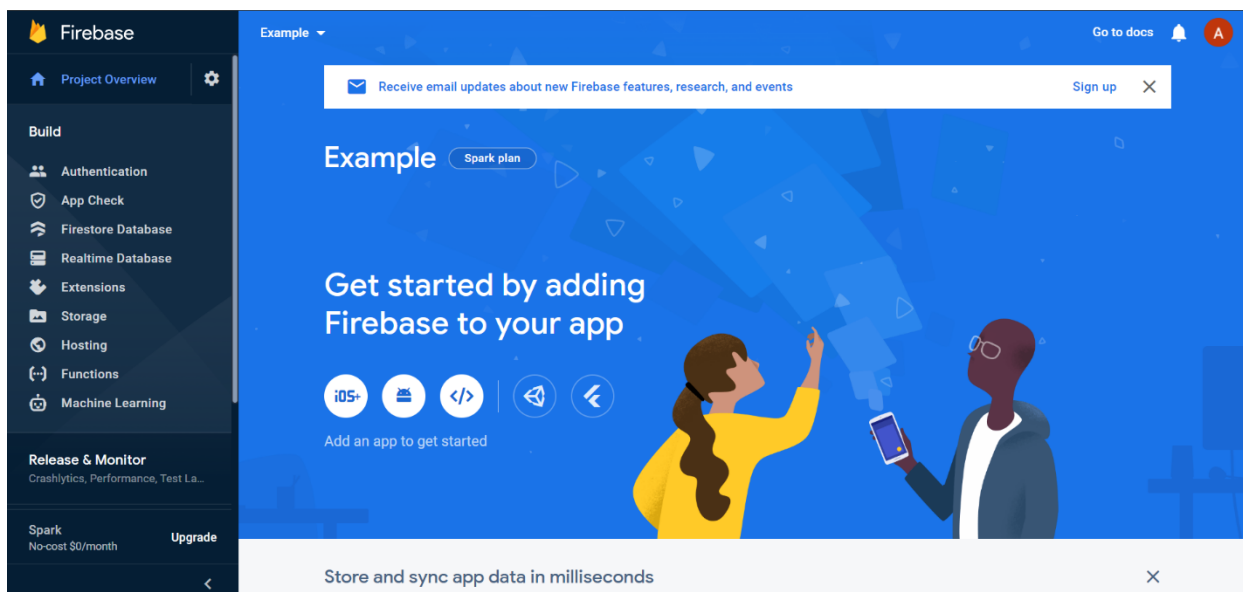 Firebase
Project Overview
Build
Authentication
App Check
Firestore Database
Realtime Database
Extensions
Storage
Hosting
Functions
Machine Learning
Release & Monitor
Crashlytics, Performance, Test La...
Spark
No-cost $0/month
Upgrade
Example
Go to docs
A
Receive email updates about new Firebase features, research, and events
Sign up
Example
Spark plan
Get started by adding
Firebase to your app
iOS+
</>
Add an app to get started
Store and sync app data in milliseconds